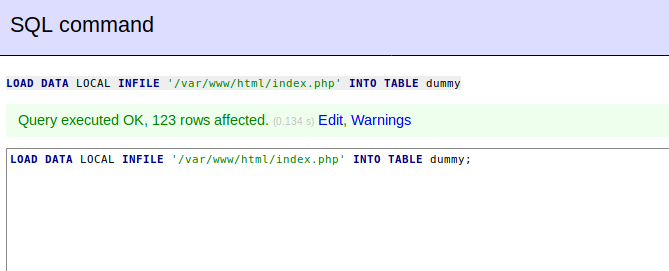 SQL command
LOAD DATA LOCAL INFILE '/var/www/html/index.php' INTO TABLE dummy
Query executed OK, 123 rows affected. (0.134 s) Edit, Warnings
LOAD DATA LOCAL INFILE '/var/www/html/index.php' INTO TABLE dummy;